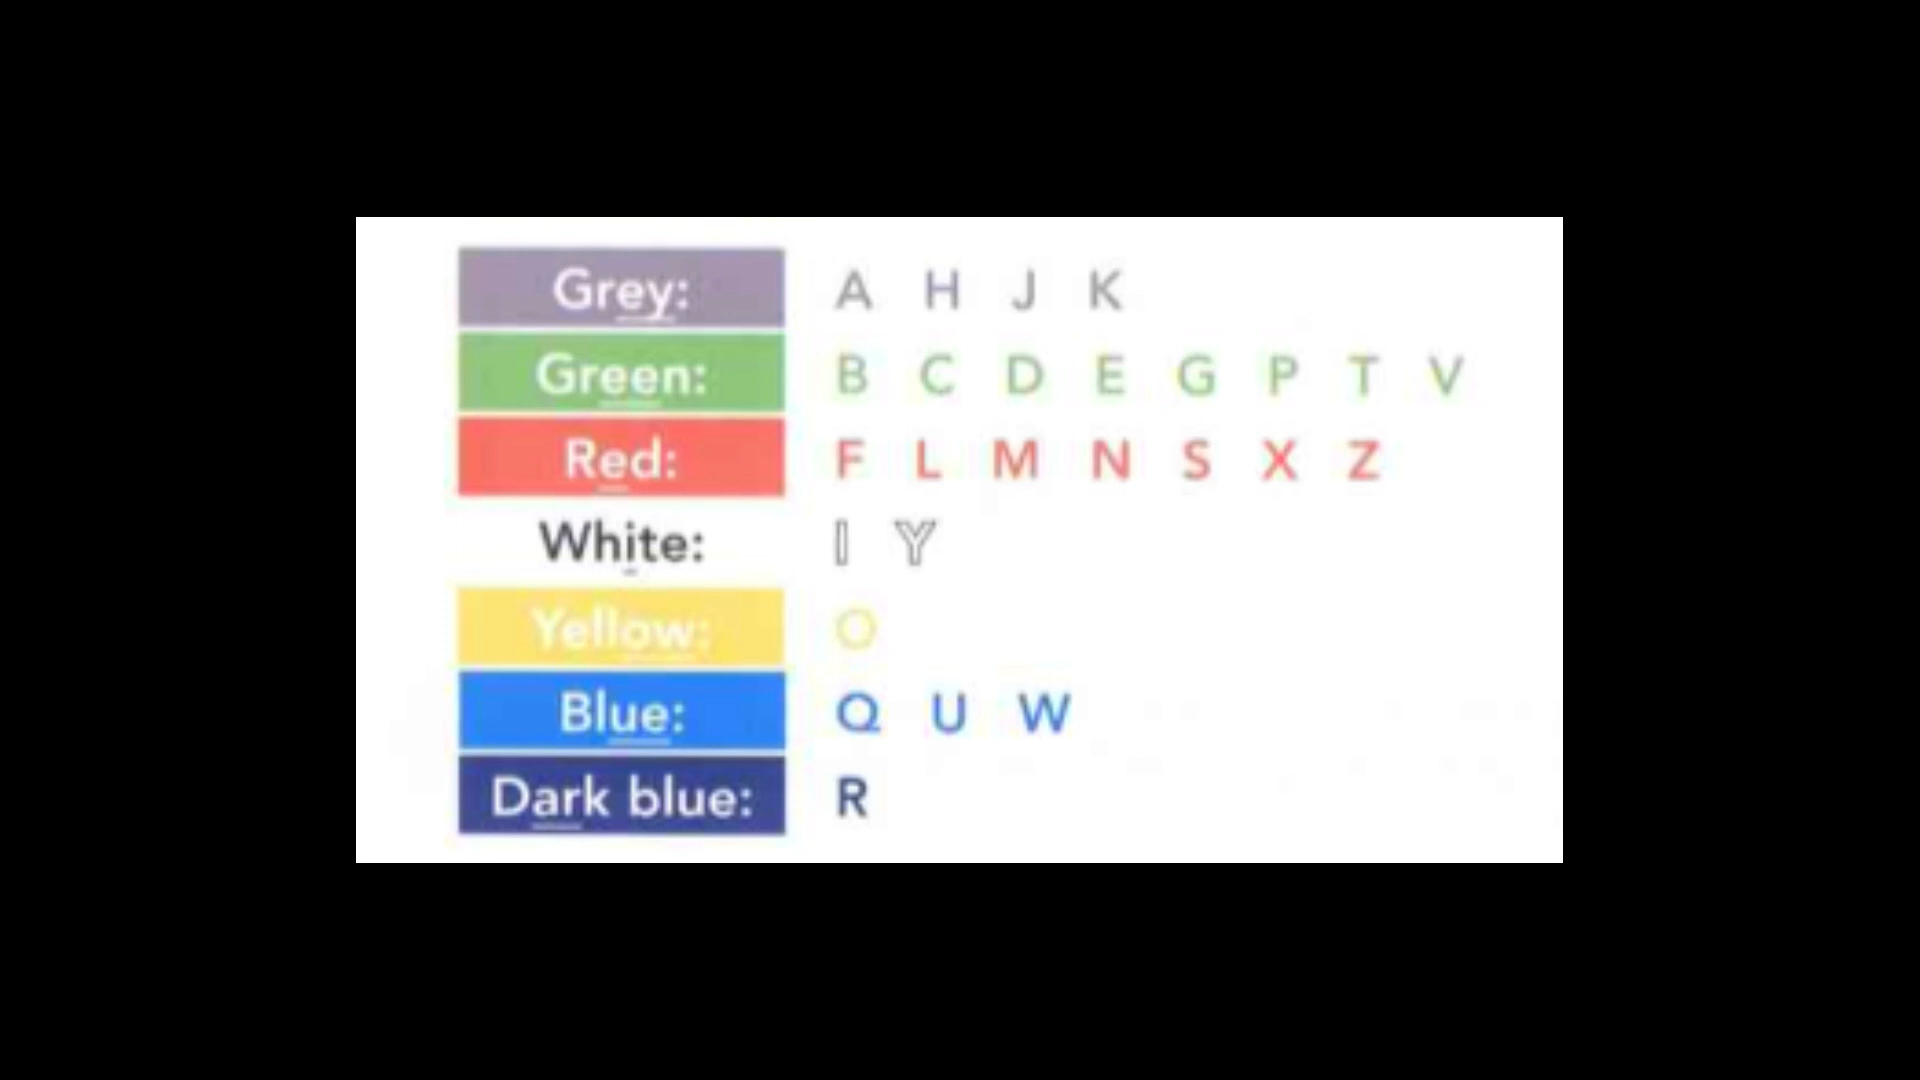 Grey: A H J K
Green: B C D E G P T V
Red: F L M N S X Z
White: I Y
Yellow: O
Blue: Q U W
Dark blue: R